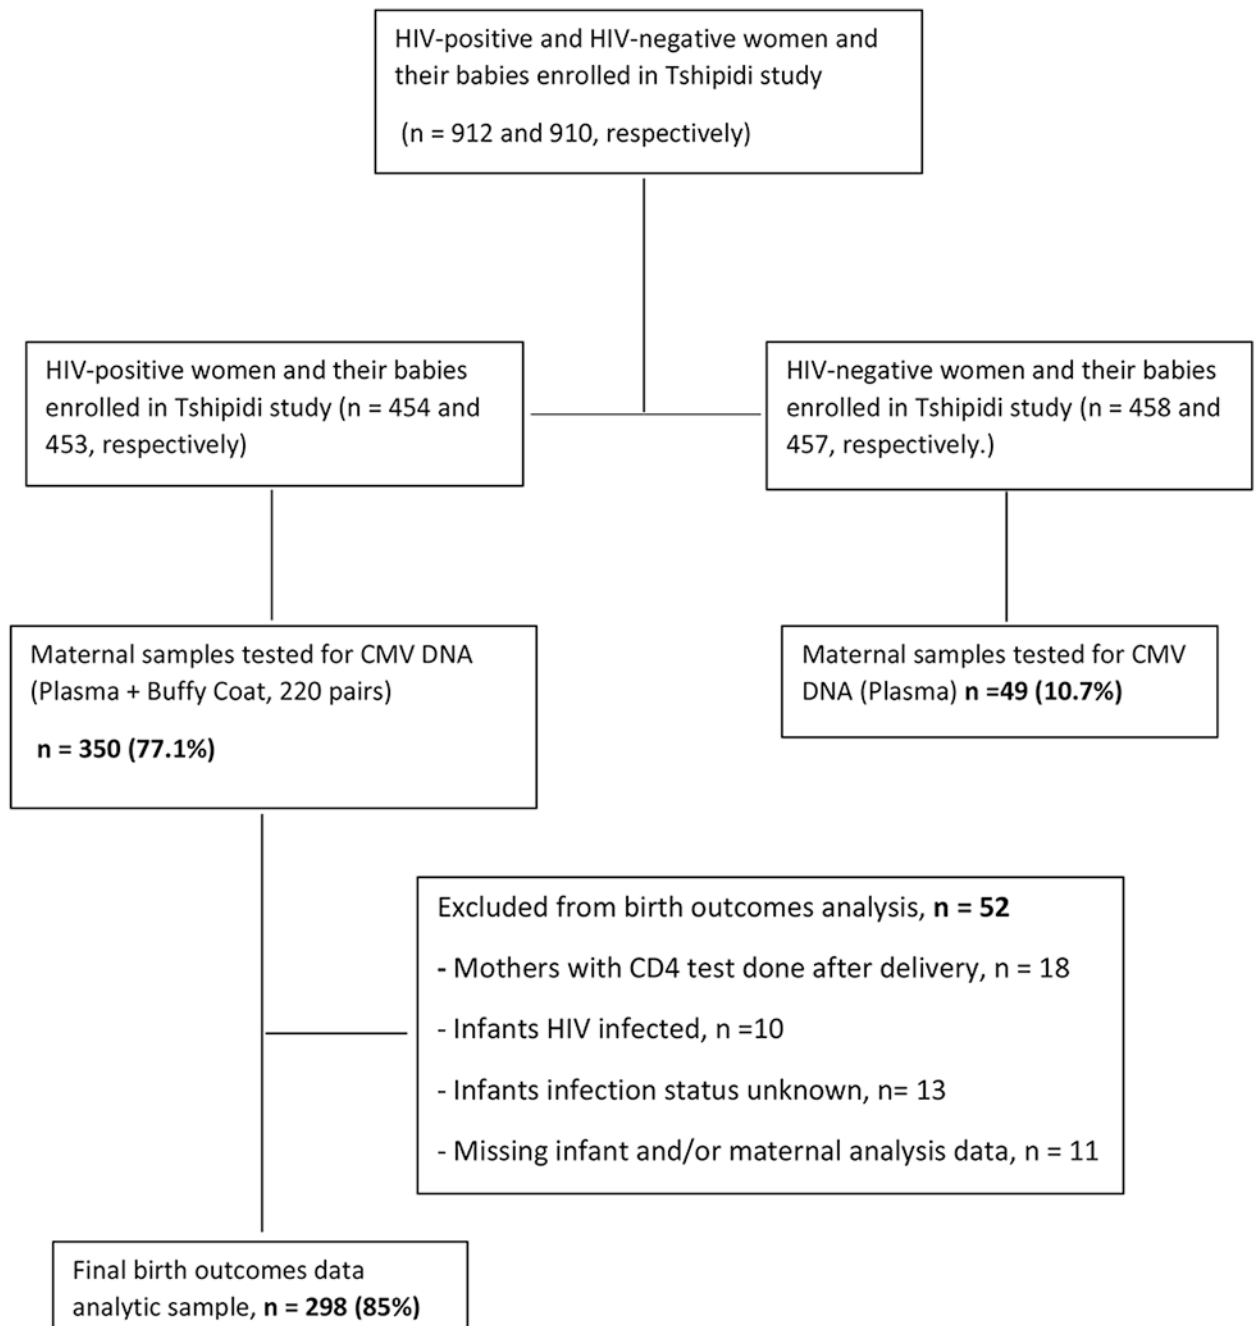 HIV-positive and HIV-negative women and
their babies enrolled in Tshipidi study
(n = 912 and 910, respectively)
HIV-positive women and their babies
enrolled in Tshipidi study (n = 454 and
453, respectively)
HIV-negative women and their babies
enrolled in Tshipidi study (n = 458 and
457, respectively.)
Maternal samples tested for CMV DNA
(Plasma + Buffy Coat, 220 pairs)
n = 350 (77.1%)
Maternal samples tested for CMV
DNA (Plasma) n =49 (10.7%)
Excluded from birth outcomes analysis, n = 52
- Mothers with CD4 test done after delivery, n = 18
- Infants HIV infected, n =10
- Infants infection status unknown, n= 13
- Missing infant and/or maternal analysis data, n = 11
Final birth outcomes data
analytic sample, n = 298 (85%)